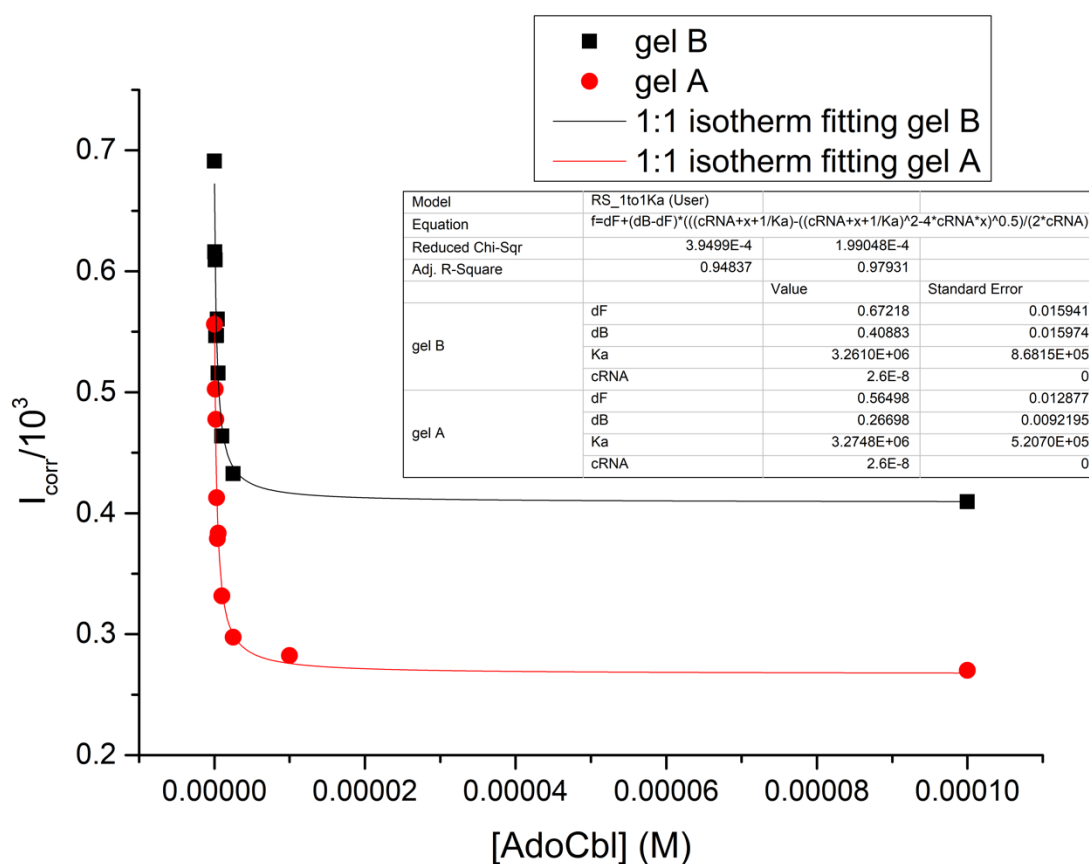 gel B
gel A
1:1 isotherm fitting gel B
1:1 isotherm fitting gel A
Model RS_1to1Ka (User)
Equation f=dF+(dB-dF)*(((cRNA+x+1/Ka)-((cRNA+x+1/Ka)^2-4*cRNA*x)^0.5)/(2*cRNA)
Reduced Chi-Sqr 3.9499E-4 1.99048E-4
Adj. R-Square 0.94837 0.97931
Value Standard Error
gel B
dF 0.67218 0.015941
dB 0.40883 0.015974
Ka 3.2610E+06 8.6815E+05
cRNA 2.6E-8 0
gel A
dF 0.56498 0.012877
dB 0.26698 0.0092195
Ka 3.2748E+06 5.2070E+05
cRNA 2.6E-8 0
I_corr/10³
0.7
0.6
0.5
0.4
0.3
0.2
0.00000 0.00002 0.00004 0.00006 0.00008 0.00010
[AdoCbl] (M)